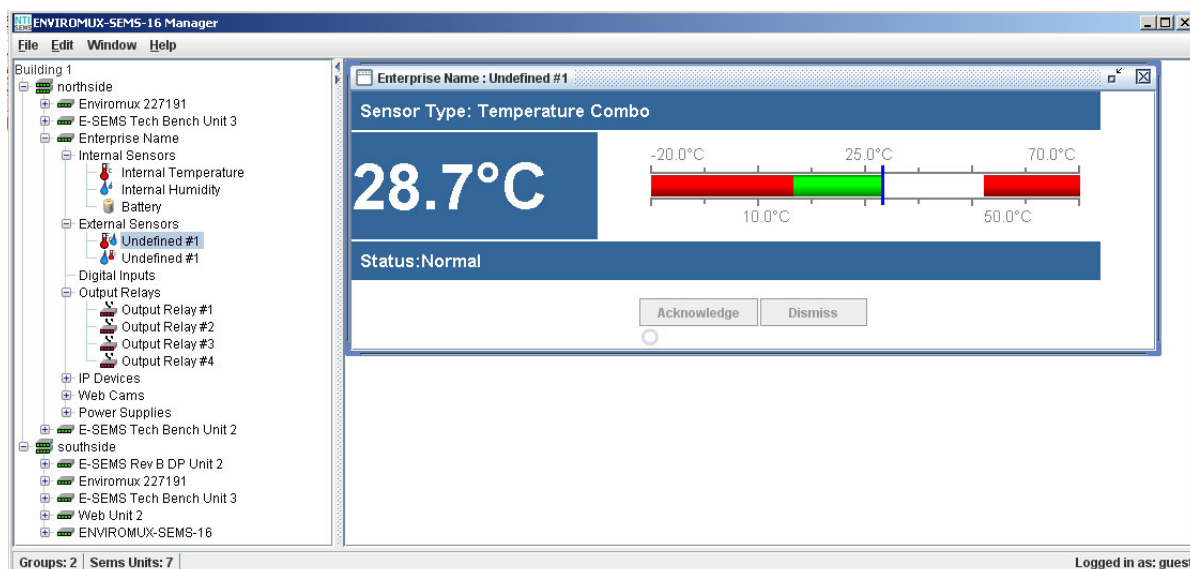 ENVIROMUX-SEMS-16 Manager
File Edit Window Help
Building 1
northside
Enviromux 227191
E-SEMS Tech Bench Unit 3
Enterprise Name
Internal Sensors
Internal Temperature
Internal Humidity
Battery
External Sensors
Undefined #1
Undefined #1
Digital Inputs
Output Relays
Output Relay #1
Output Relay #2
Output Relay #3
Output Relay #4
IP Devices
Web Cams
Power Supplies
E-SEMS Tech Bench Unit 2
southside
E-SEMS Rev B DP Unit 2
Enviromux 227191
E-SEMS Tech Bench Unit 3
Web Unit 2
ENVIROMUX-SEMS-16
Enterprise Name : Undefined #1
Sensor Type: Temperature Combo
28.7°C
-20.0°C 25.0°C 70.0°C
10.0°C 50.0°C
Status:Normal
Acknowledge Dismiss
Groups: 2 Sems Units: 7 Logged in as: guest